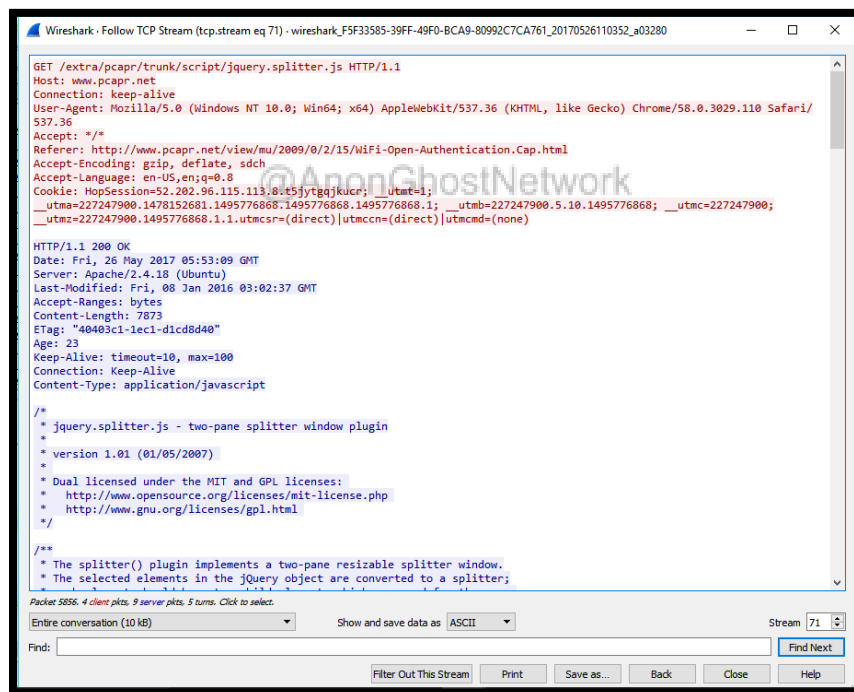 Wireshark · Follow TCP Stream (tcp.stream eq 71) · wireshark_F5F33585-39FF-49F0-BCA9-80992C7CA761_20170526110352_a03280
GET /extra/pcapr/trunk/script/jquery.splitter.js HTTP/1.1
Host: www.pcapr.net
Connection: keep-alive
User-Agent: Mozilla/5.0 (Windows NT 10.0; Win64; x64) AppleWebKit/537.36 (KHTML, like Gecko) Chrome/58.0.3029.110 Safari/
537.36
Accept: */*
Referer: http://www.pcapr.net/view/mu/2009/0/2/15/WiFi-Open-Authentication.Cap.html
Accept-Encoding: gzip, deflate, sdch
Accept-Language: en-US,en;q=0.8
@AnonGhostNetwork
Cookie: HopSession=52.202.96.115.113.8.t5jytgqjkucr; __utmt=1;
__utma=227247900.1478152681.1495776868.1495776868.1495776868.1; __utmb=227247900.5.10.1495776868; __utmc=227247900;
__utmz=227247900.1495776868.1.1.utmcsr=(direct)|utmccn=(direct)|utmcmd=(none)
HTTP/1.1 200 OK
Date: Fri, 26 May 2017 05:53:09 GMT
Server: Apache/2.4.18 (Ubuntu)
Last-Modified: Fri, 08 Jan 2016 03:02:37 GMT
Accept-Ranges: bytes
Content-Length: 7873
ETag: "40403c1-1ec1-d1cd8d40"
Age: 23
Keep-Alive: timeout=10, max=100
Connection: Keep-Alive
Content-Type: application/javascript
/*
* jquery.splitter.js - two-pane splitter window plugin
*
* version 1.01 (01/05/2007)
*
* Dual licensed under the MIT and GPL licenses:
* http://www.opensource.org/licenses/mit-license.php
* http://www.gnu.org/licenses/gpl.html
*/
/**
* The splitter() plugin implements a two-pane resizable splitter window.
* The selected elements in the jQuery object are converted to a splitter;
Packet 5856. 4 client pkts, 9 server pkts, 5 turns. Click to select.
Entire conversation (10 kB) Show and save data as ASCII Stream 71
Find: Find Next
Filter Out This Stream Print Save as... Back Close Help